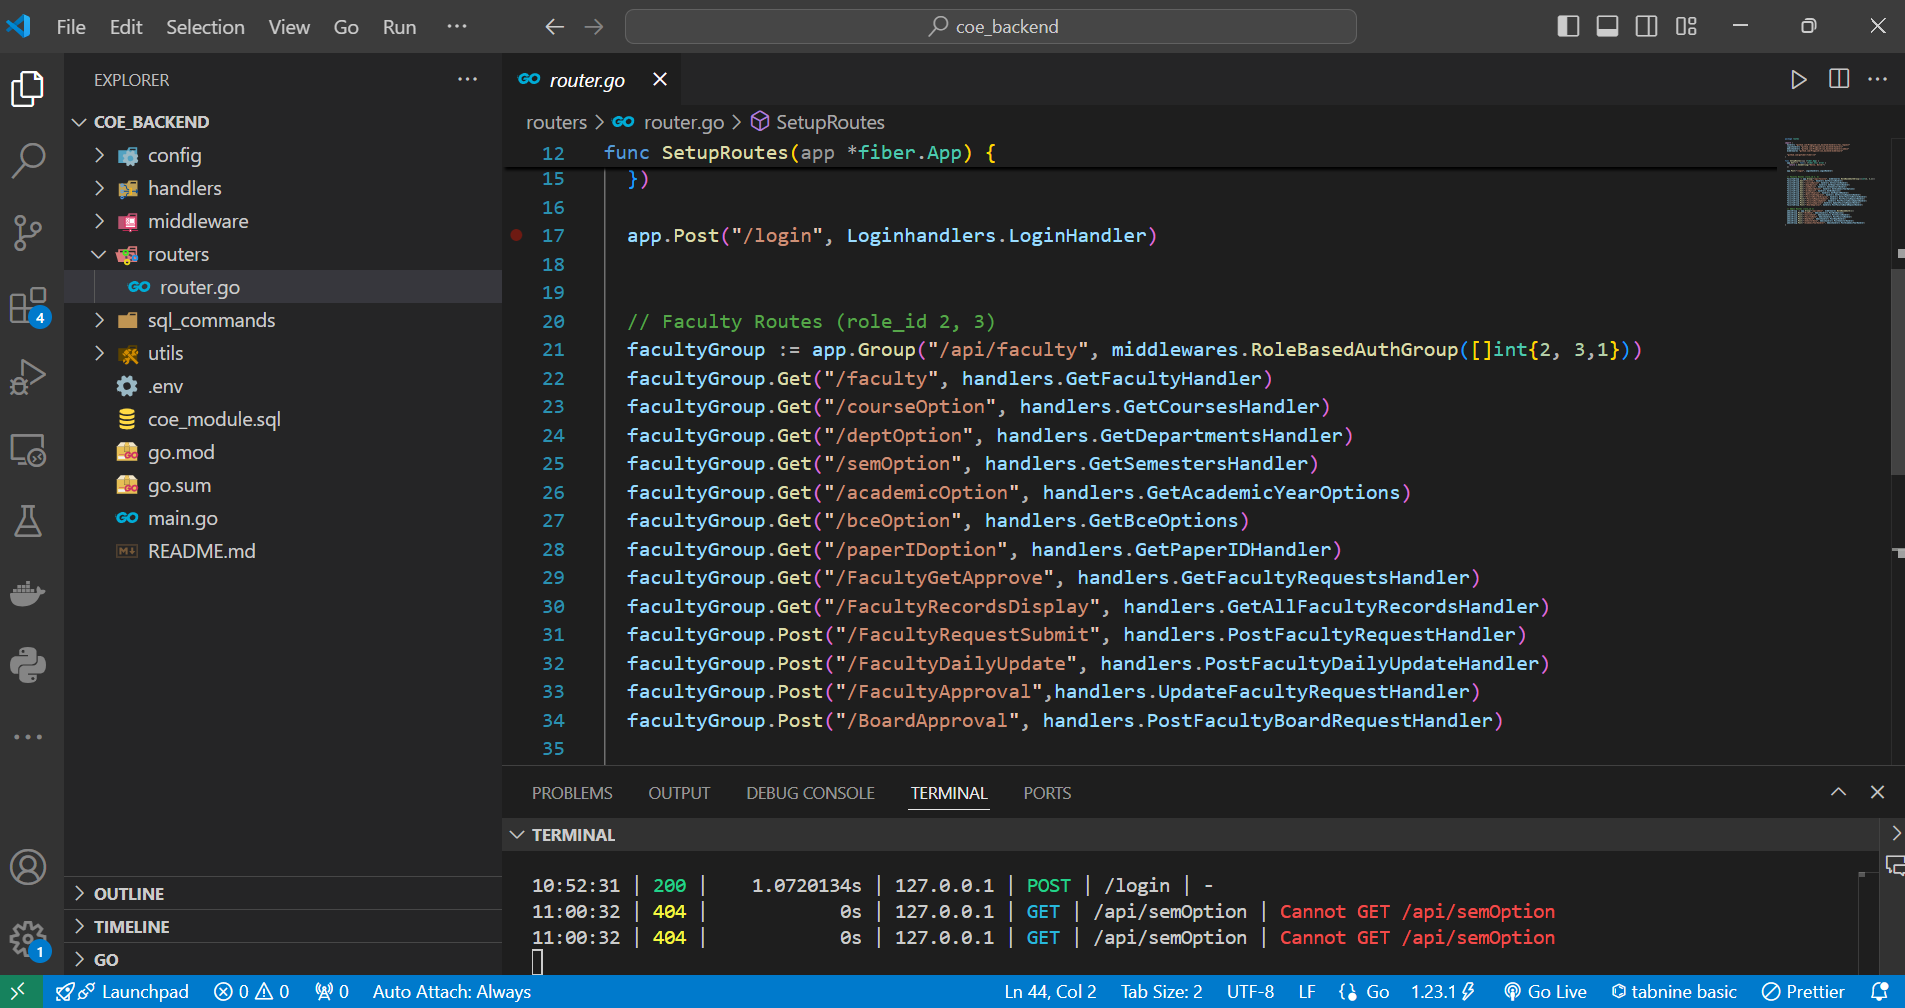 File Edit Selection View Go Run ··· coe_backend
EXPLORER ···
COE_BACKEND
config
handlers
middleware
routers
router.go
sql_commands
utils
.env
coe_module.sql
go.mod
go.sum
main.go
README.md
OUTLINE
TIMELINE
GO
4
1
router.go
routers > router.go > SetupRoutes
12 func SetupRoutes(app *fiber.App) {
15 })
16
17 app.Post("/login", Loginhandlers.LoginHandler)
18
19
20 // Faculty Routes (role_id 2, 3)
21 facultyGroup := app.Group("/api/faculty", middlewares.RoleBasedAuthGroup([]int{2, 3,1}))
22 facultyGroup.Get("/faculty", handlers.GetFacultyHandler)
23 facultyGroup.Get("/courseOption", handlers.GetCoursesHandler)
24 facultyGroup.Get("/deptOption", handlers.GetDepartmentsHandler)
25 facultyGroup.Get("/semOption", handlers.GetSemestersHandler)
26 facultyGroup.Get("/academicOption", handlers.GetAcademicYearOptions)
27 facultyGroup.Get("/bceOption", handlers.GetBceOptions)
28 facultyGroup.Get("/paperIDoption", handlers.GetPaperIDHandler)
29 facultyGroup.Get("/FacultyGetApprove", handlers.GetFacultyRequestsHandler)
30 facultyGroup.Get("/FacultyRecordsDisplay", handlers.GetAllFacultyRecordsHandler)
31 facultyGroup.Post("/FacultyRequestSubmit", handlers.PostFacultyRequestHandler)
32 facultyGroup.Post("/FacultyDailyUpdate", handlers.PostFacultyDailyUpdateHandler)
33 facultyGroup.Post("/FacultyApproval",handlers.UpdateFacultyRequestHandler)
34 facultyGroup.Post("/BoardApproval", handlers.PostFacultyBoardRequestHandler)
35
PROBLEMS OUTPUT DEBUG CONSOLE TERMINAL PORTS
TERMINAL
10:52:31 | 200 | 1.0720134s | 127.0.0.1 | POST | /login | -
11:00:32 | 404 | 0s | 127.0.0.1 | GET | /api/semOption | Cannot GET /api/semOption
11:00:32 | 404 | 0s | 127.0.0.1 | GET | /api/semOption | Cannot GET /api/semOption
Launchpad 0 0 0 Auto Attach: Always Ln 44, Col 2 Tab Size: 2 UTF-8 LF Go 1.23.1 Go Live tabnine basic Prettier